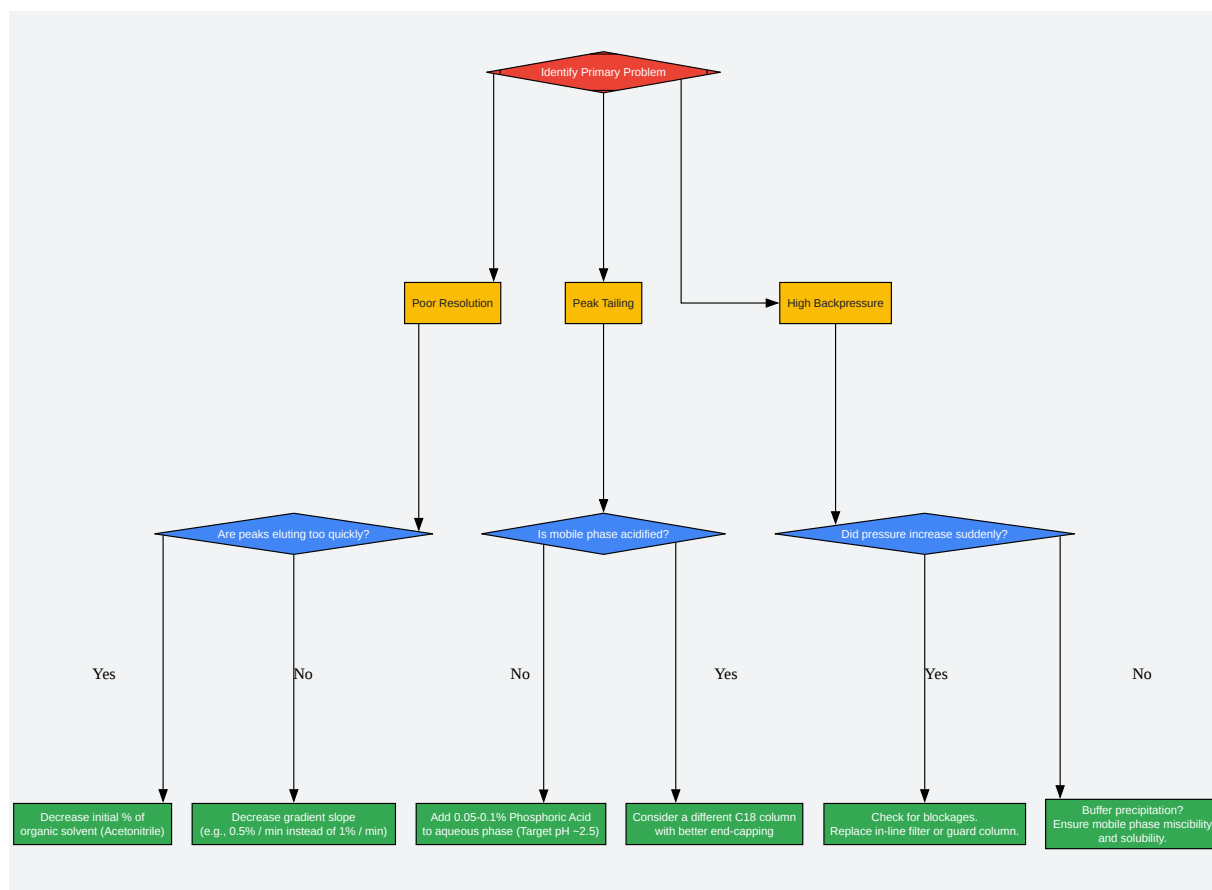 Identify Primary Problem
Poor Resolution
Peak Tailing
High Backpressure
Are peaks eluting too quickly?
Is mobile phase acidified?
Did pressure increase suddenly?
Yes
No
No
Yes
Yes
No
Decrease initial % of
organic solvent (Acetonitrile)
Decrease gradient slope
(e.g., 0.5% / min instead of 1% / min)
Add 0.05-0.1% Phosphoric Acid
to aqueous phase (Target pH ~2.5)
Consider a different C18 column
with better end-capping
Check for blockages.
Replace in-line filter or guard column.
Buffer precipitation?
Ensure mobile phase miscibility
and solubility.